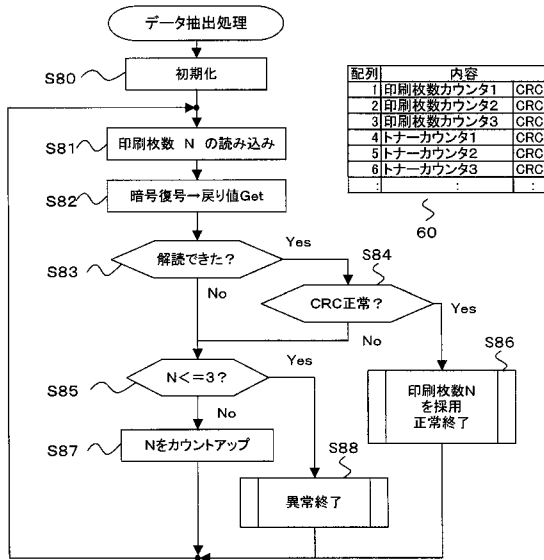 データ抽出処理
S80
初期化
S81
印刷枚数 N の読み込み
S82
暗号復号→戻り値Get
S83
解読できた?
Yes
No
S84
CRC正常?
Yes
No
S85
N<=3?
Yes
No
S86
印刷枚数N
を採用
正常終了
S87
Nをカウントアップ
S88
異常終了
配列 内容
1 印刷枚数カウンタ1 CRC
2 印刷枚数カウンタ2 CRC
3 印刷枚数カウンタ3 CRC
4 トナーカウンタ1 CRC
5 トナーカウンタ2 CRC
6 トナーカウンタ3 CRC
: : :
60